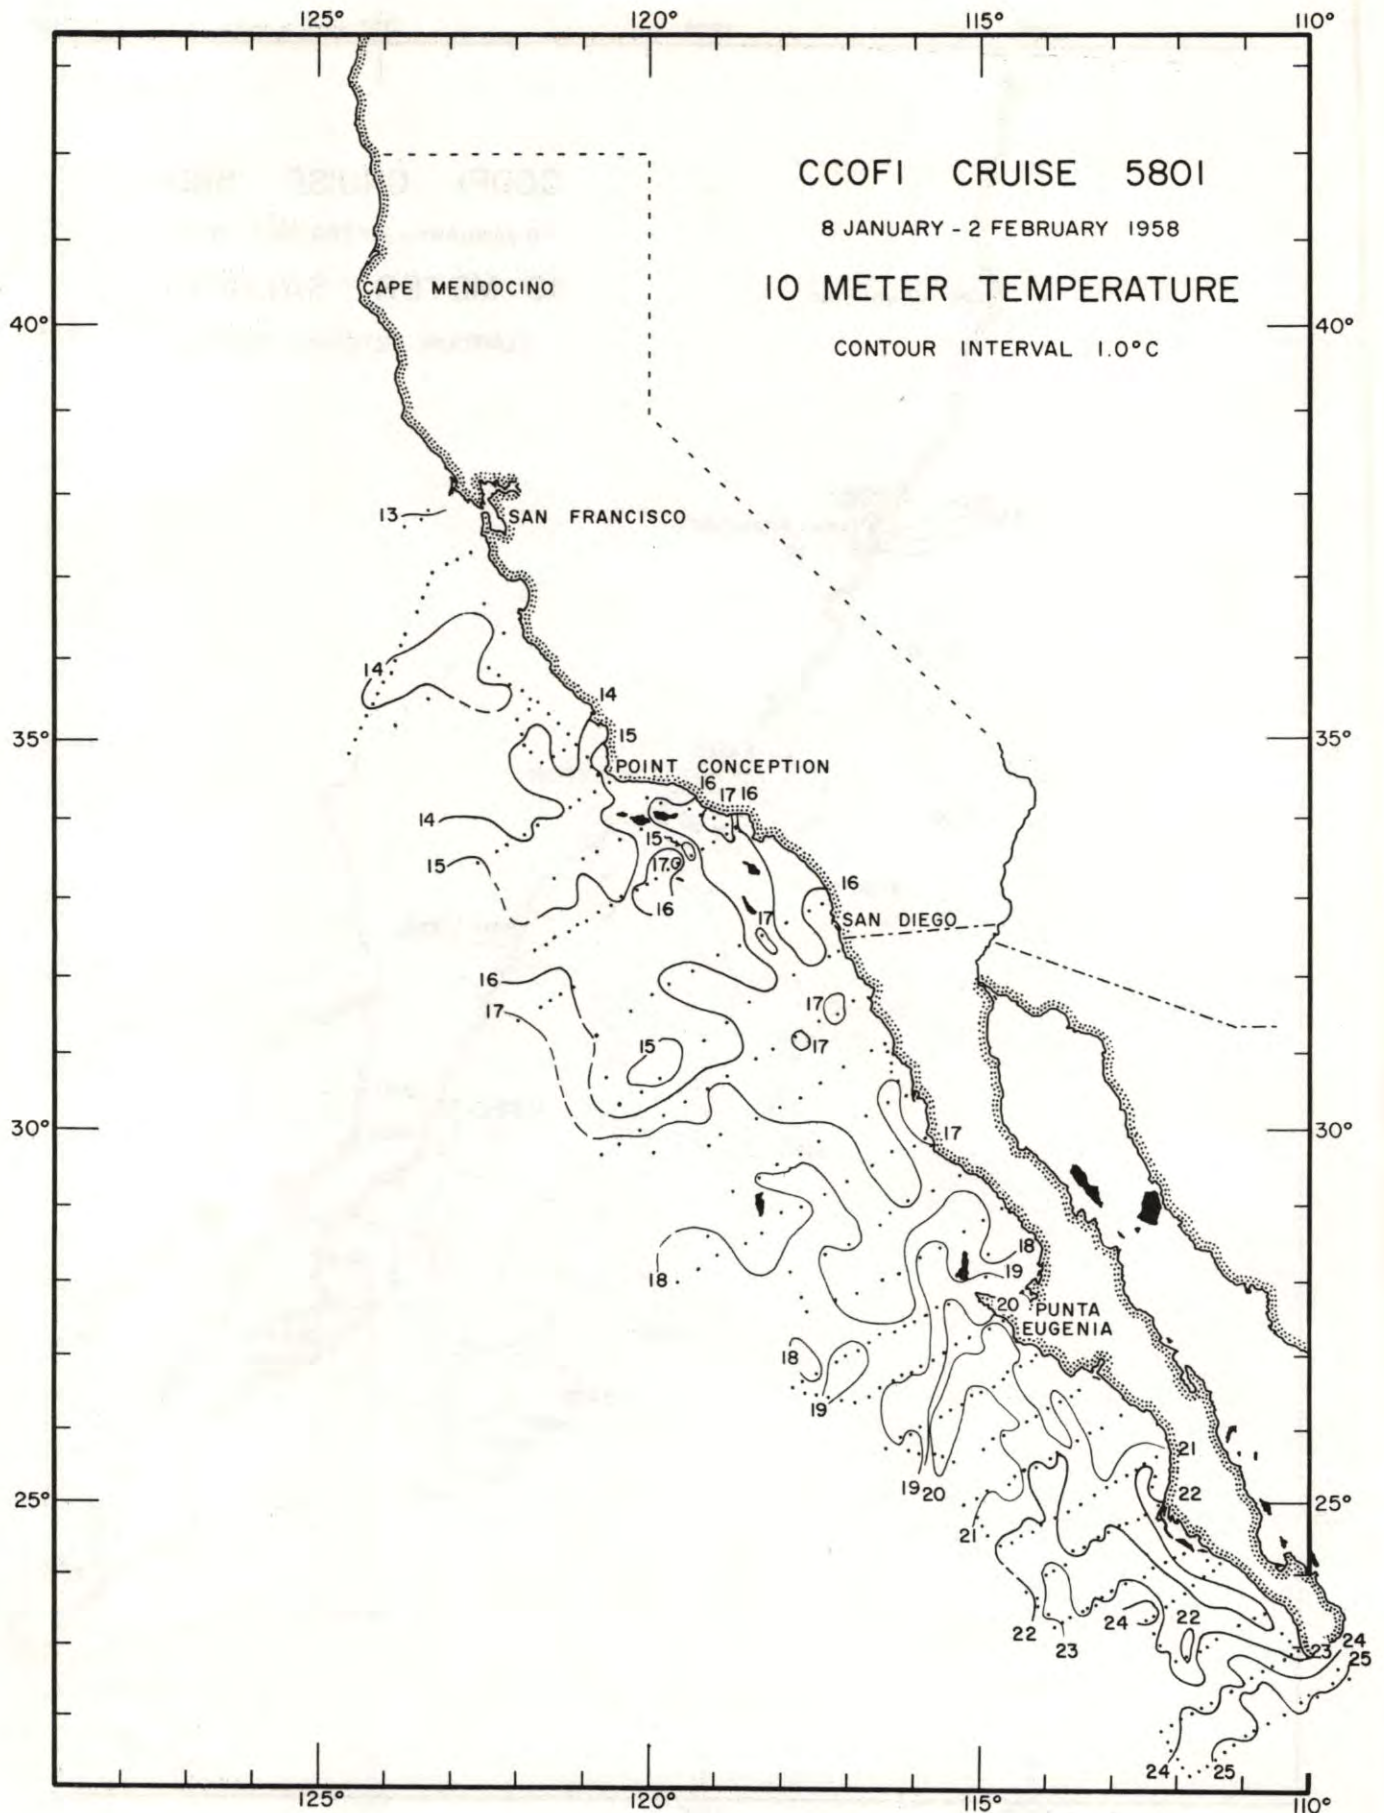 125° 120° 115° 110°
CCOFI CRUISE 5801
8 JANUARY - 2 FEBRUARY 1958
10 METER TEMPERATURE
CONTOUR INTERVAL 1.0°C
CAPE MENDOCINO
40° 40°
13
SAN FRANCISCO
14
14
35° 35°
15
POINT CONCEPTION
16 17 16
14
15
15
17
16
16
17
SAN DIEGO
16
17
17
17
15
30° 30°
17
18
18
19
20
PUNTA
EUGENIA
18
19
21
19 20
22
25° 25°
21
22 23
24
22
23
24
25
24 25
125° 120° 115° 110°